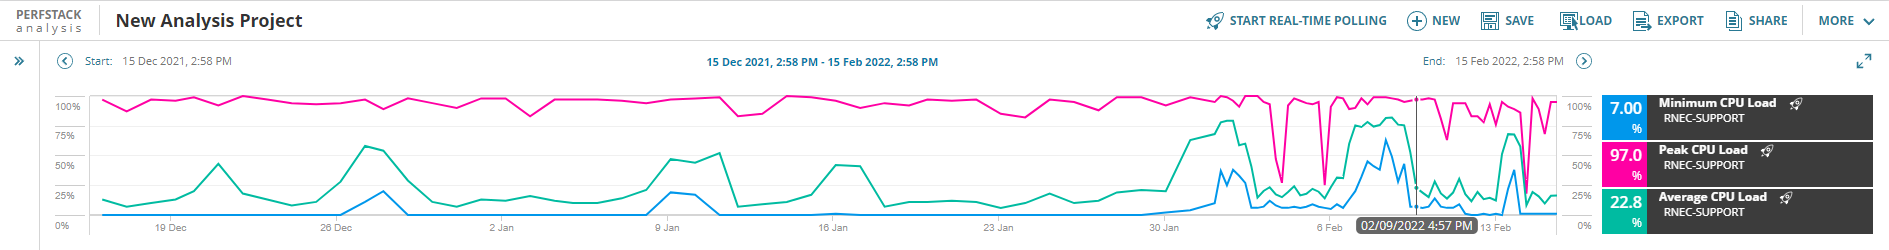 PERFSTACK
analysis
New Analysis Project
START REAL-TIME POLLING
NEW
SAVE
LOAD
EXPORT
SHARE
MORE
Start: 15 Dec 2021, 2:58 PM
15 Dec 2021, 2:58 PM - 15 Feb 2022, 2:58 PM
End: 15 Feb 2022, 2:58 PM
100%
75%
50%
25%
0%
100%
75%
50%
25%
0%
19 Dec
26 Dec
2 Jan
9 Jan
16 Jan
23 Jan
30 Jan
6 Feb
02/09/2022 4:57 PM
13 Feb
7.00 %
Minimum CPU Load
RNEC-SUPPORT
97.0 %
Peak CPU Load
RNEC-SUPPORT
22.8 %
Average CPU Load
RNEC-SUPPORT